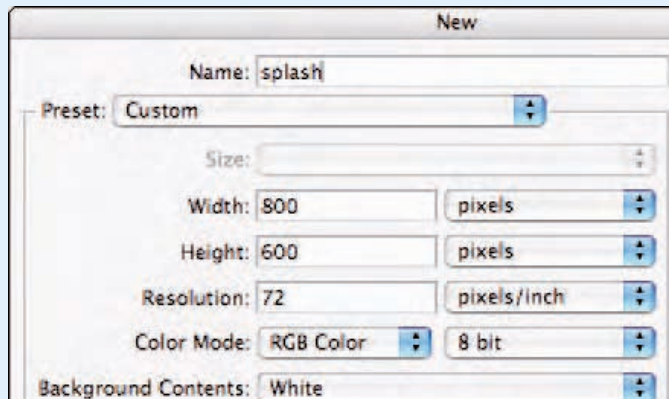 New
Name: splash
Preset: Custom
Size:
Width: 800 pixels
Height: 600 pixels
Resolution: 72 pixels/inch
Color Mode: RGB Color 8 bit
Background Contents: White